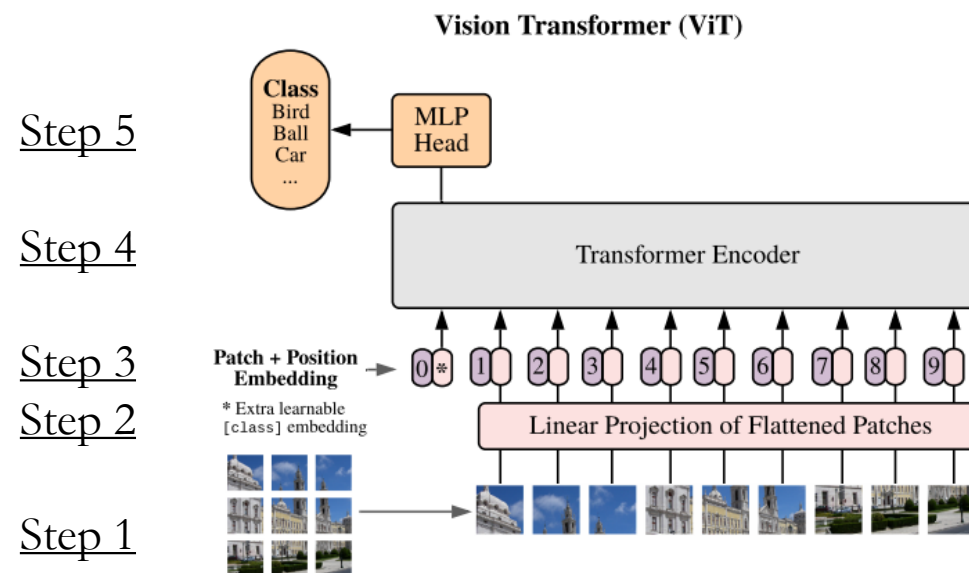 Vision Transformer (ViT)
Step 5
Class
Bird
Ball
Car
...
MLP
Head
Step 4
Transformer Encoder
Step 3
Patch + Position
Embedding
0 * 1 2 3 4 5 6 7 8 9
Step 2
* Extra learnable
[class] embedding
Linear Projection of Flattened Patches
Step 1